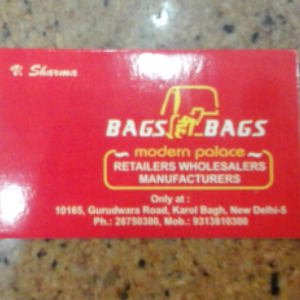 V. Sharma
BAGS ही BAGS
modern palace
RETAILERS WHOLESALERS
MANUFACTURERS
Only at :
10165, Gurudwara Road, Karol Bagh, New Delhi-5
Ph.: 28750380, Mob.: 9313810300